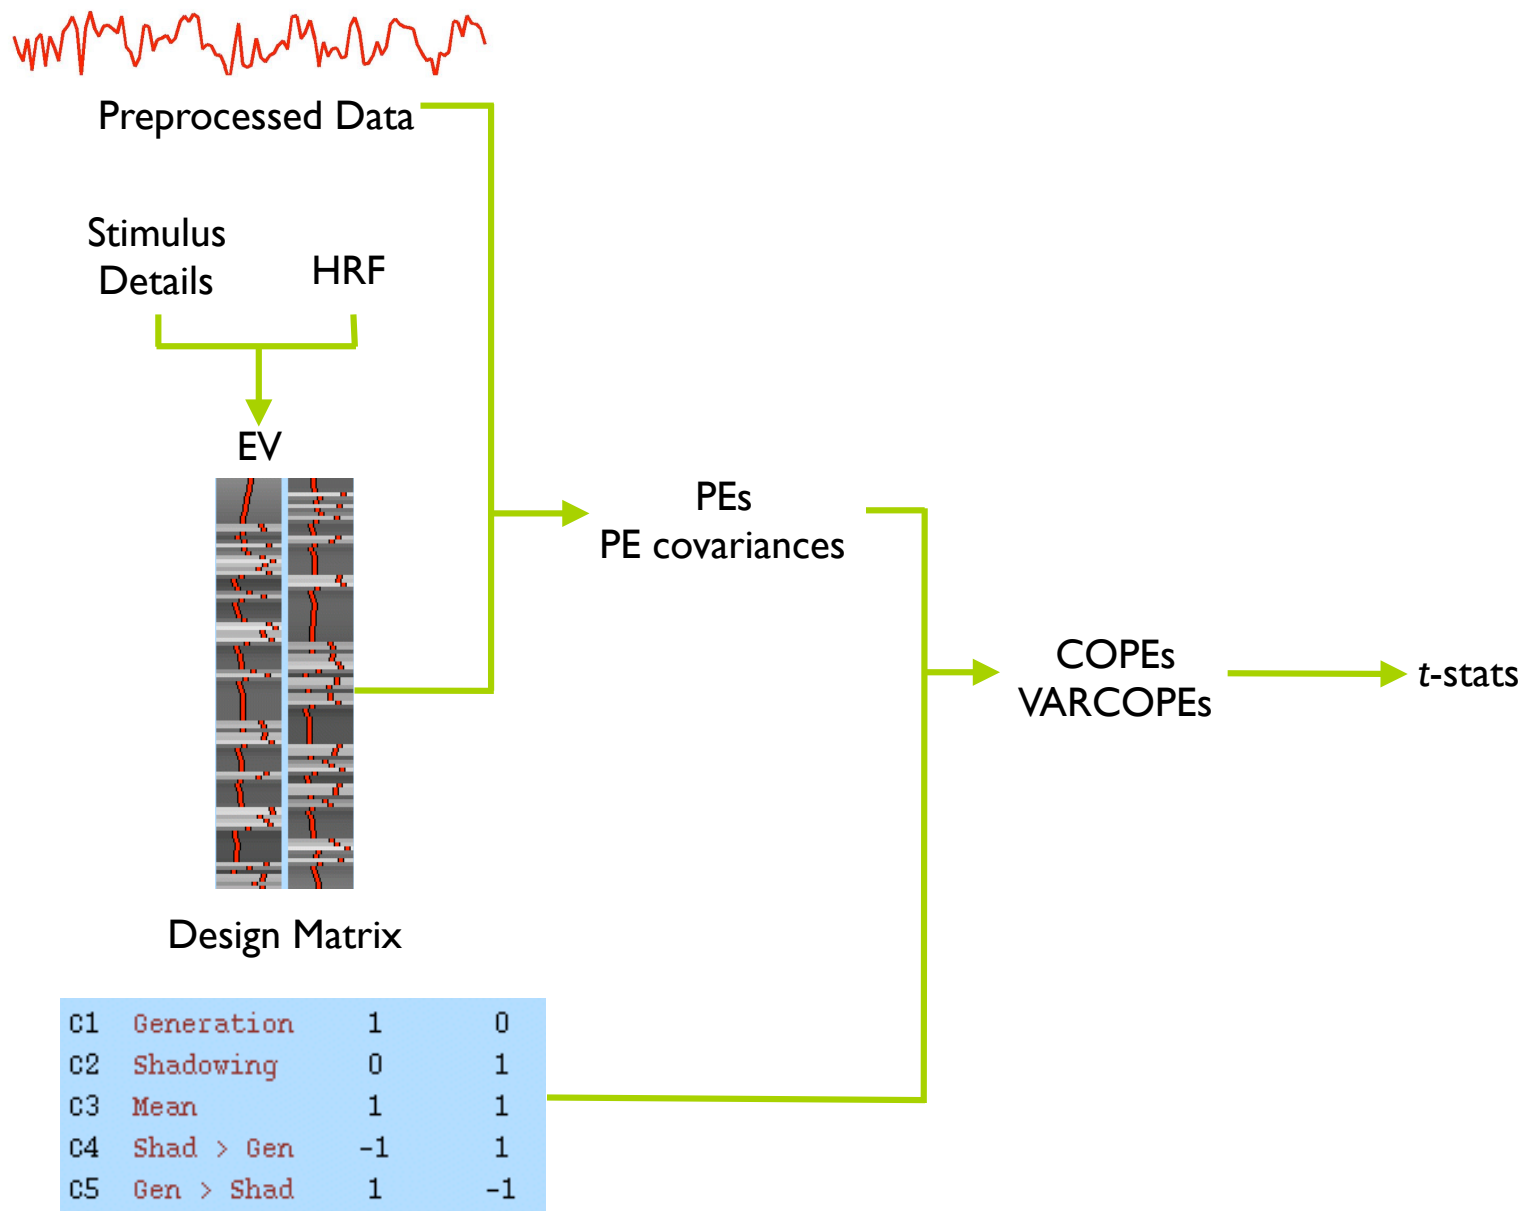 Preprocessed Data
Stimulus
Details
HRF
EV
PEs
PE covariances
COPEs
VARCOPEs
t-stats
Design Matrix
C1 Generation 1 0
C2 Shadowing 0 1
C3 Mean 1 1
C4 Shad > Gen -1 1
C5 Gen > Shad 1 -1